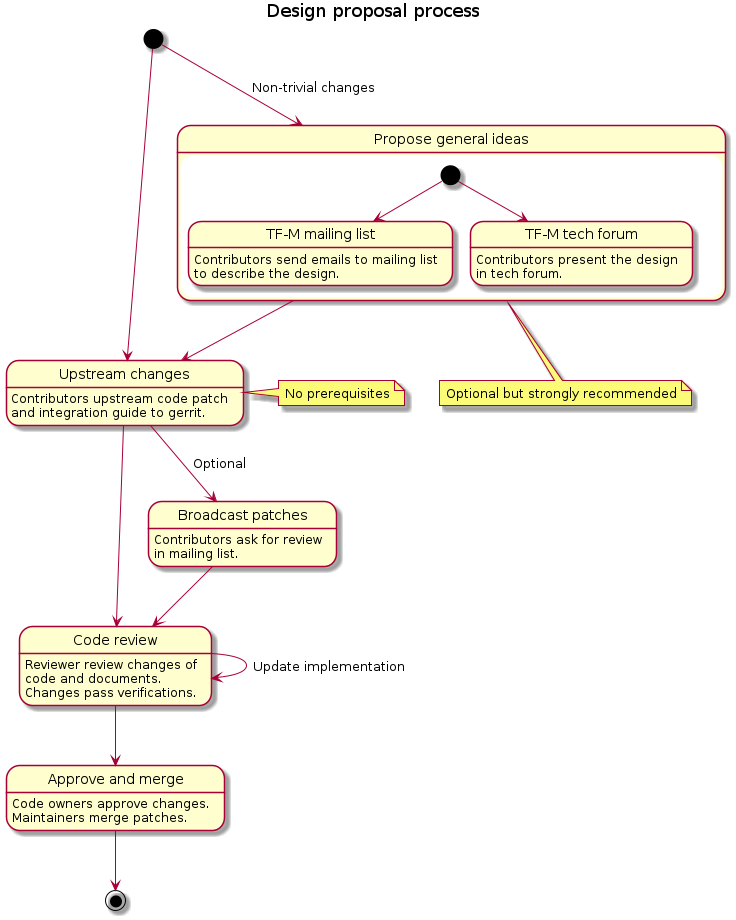 Design proposal process
Non-trivial changes
Propose general ideas
TF-M mailing list
Contributors send emails to mailing list
to describe the design.
TF-M tech forum
Contributors present the design
in tech forum.
Upstream changes
Contributors upstream code patch
and integration guide to gerrit.
No prerequisites
Optional but strongly recommended
Optional
Broadcast patches
Contributors ask for review
in mailing list.
Code review
Reviewer review changes of
code and documents.
Changes pass verifications.
Update implementation
Approve and merge
Code owners approve changes.
Maintainers merge patches.